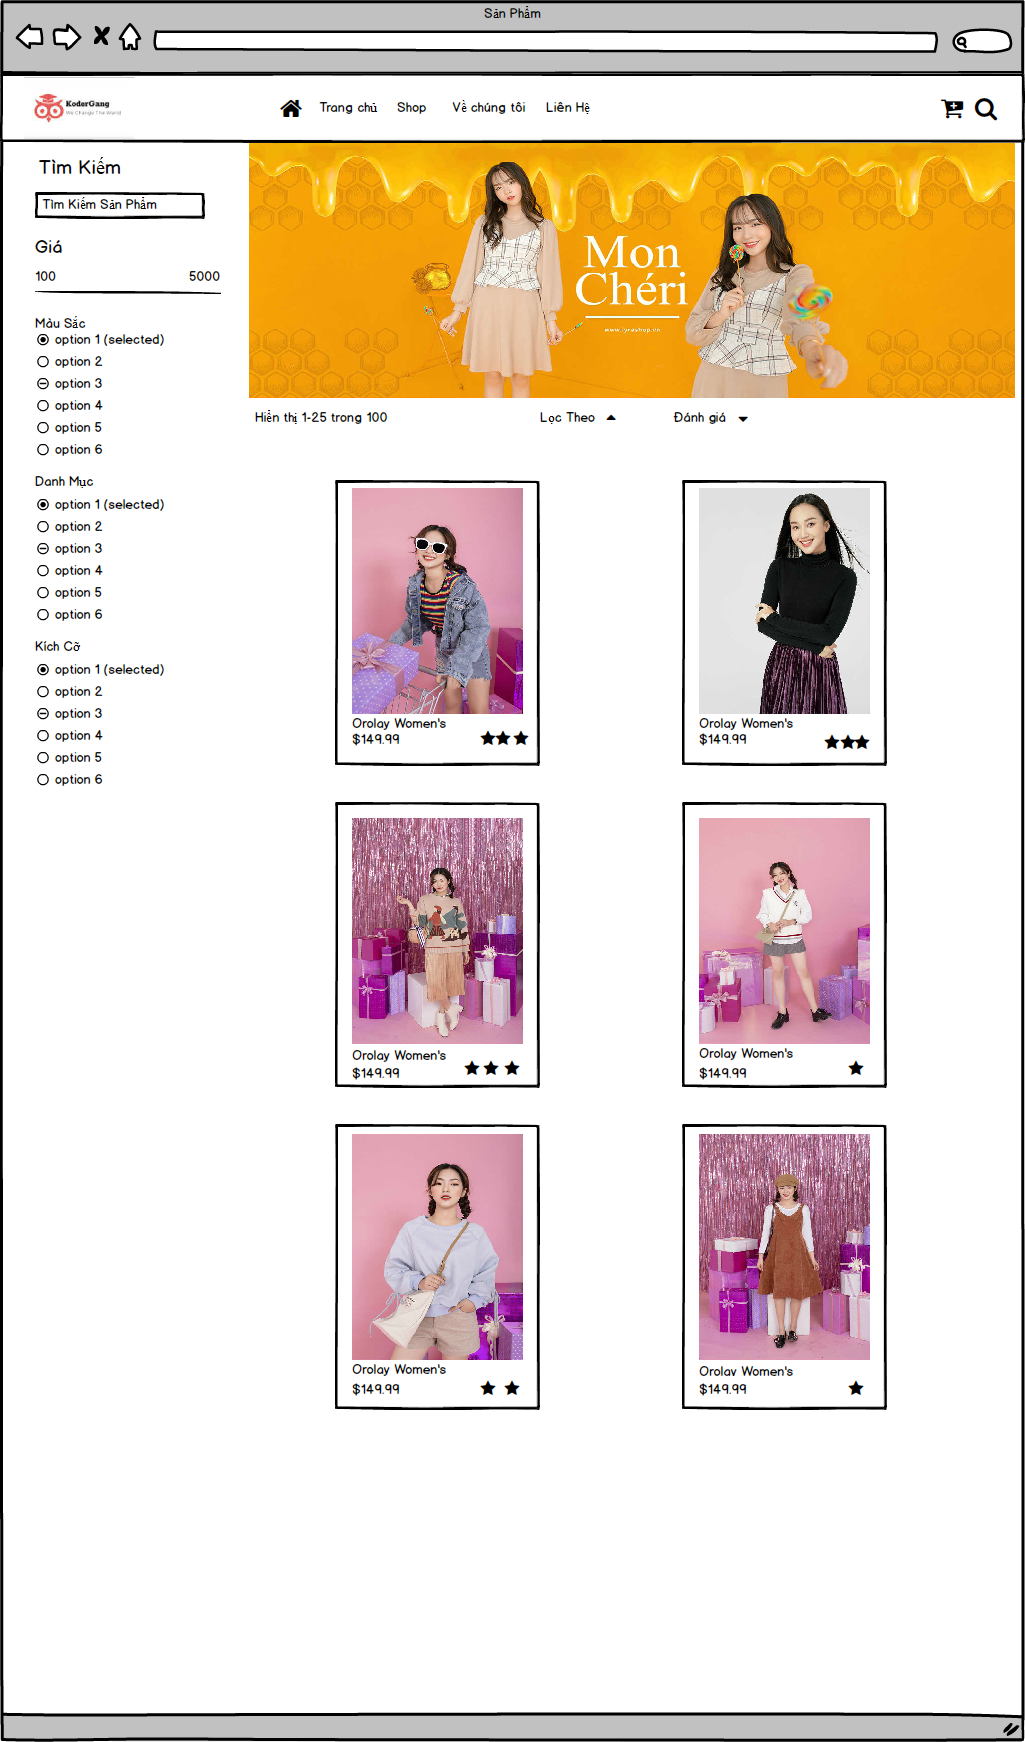 Sản Phẩm
KoderGang
We Change The World
Trang chủ Shop Về chúng tôi Liên Hệ
Tìm Kiếm
Tìm Kiếm Sản Phẩm
Giá
100 5000
Màu Sắc
option 1 (selected)
option 2
option 3
option 4
option 5
option 6
Danh Mục
option 1 (selected)
option 2
option 3
option 4
option 5
option 6
Kích Cỡ
option 1 (selected)
option 2
option 3
option 4
option 5
option 6
Mon
Chéri
www.lyrashop.vn
Hiển thị 1-25 trong 100 Lọc Theo Đánh giá
Orolay Women's
$149.99
Orolay Women's
$149.99
Orolay Women's
$149.99
Orolay Women's
$149.99
Orolay Women's
$149.99
Orolay Women's
$149.99